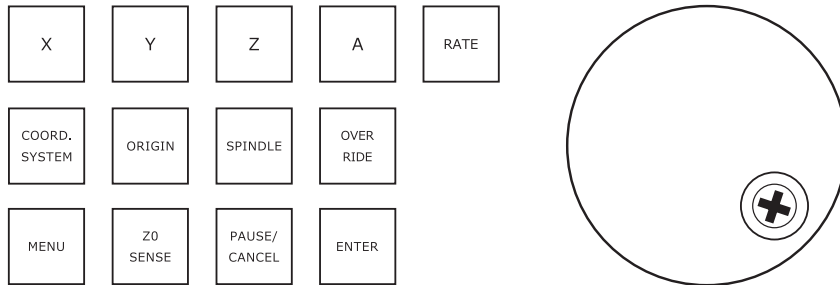 X
Y
Z
A
RATE
COORD.
SYSTEM
ORIGIN
SPINDLE
OVER
RIDE
MENU
Z0
SENSE
PAUSE/
CANCEL
ENTER